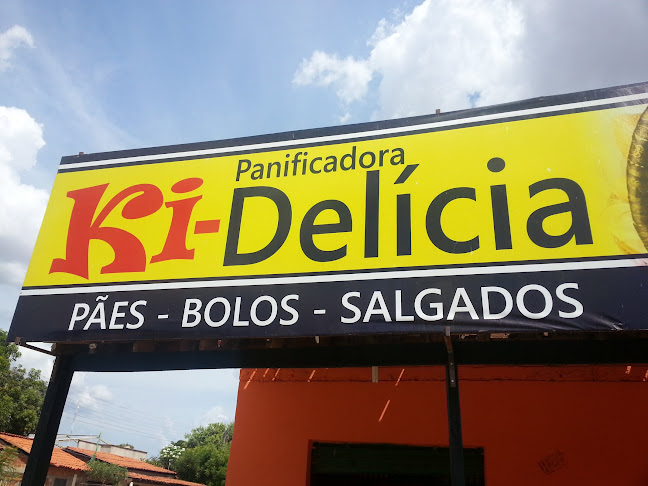 Panificadora
Ki-Delícia
PÃES - BOLOS - SALGADOS